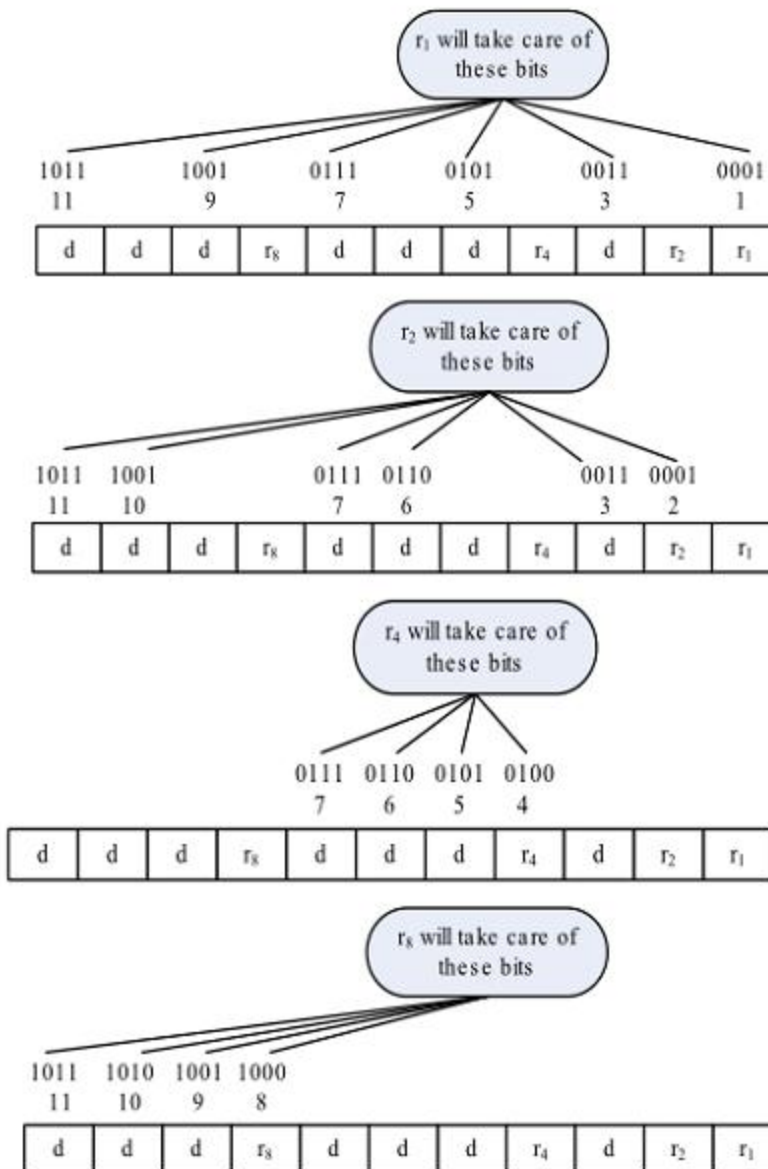 r₁ will take care of
these bits
1011 1001 0111 0101 0011 0001
11 9 7 5 3 1
d d d r₈ d d d r₄ d r₂ r₁
r₂ will take care of
these bits
1011 1001 0111 0110 0011 0001
11 10 7 6 3 2
d d d r₈ d d d r₄ d r₂ r₁
r₄ will take care of
these bits
0111 0110 0101 0100
7 6 5 4
d d d r₈ d d d r₄ d r₂ r₁
r₈ will take care of
these bits
1011 1010 1001 1000
11 10 9 8
d d d r₈ d d d r₄ d r₂ r₁